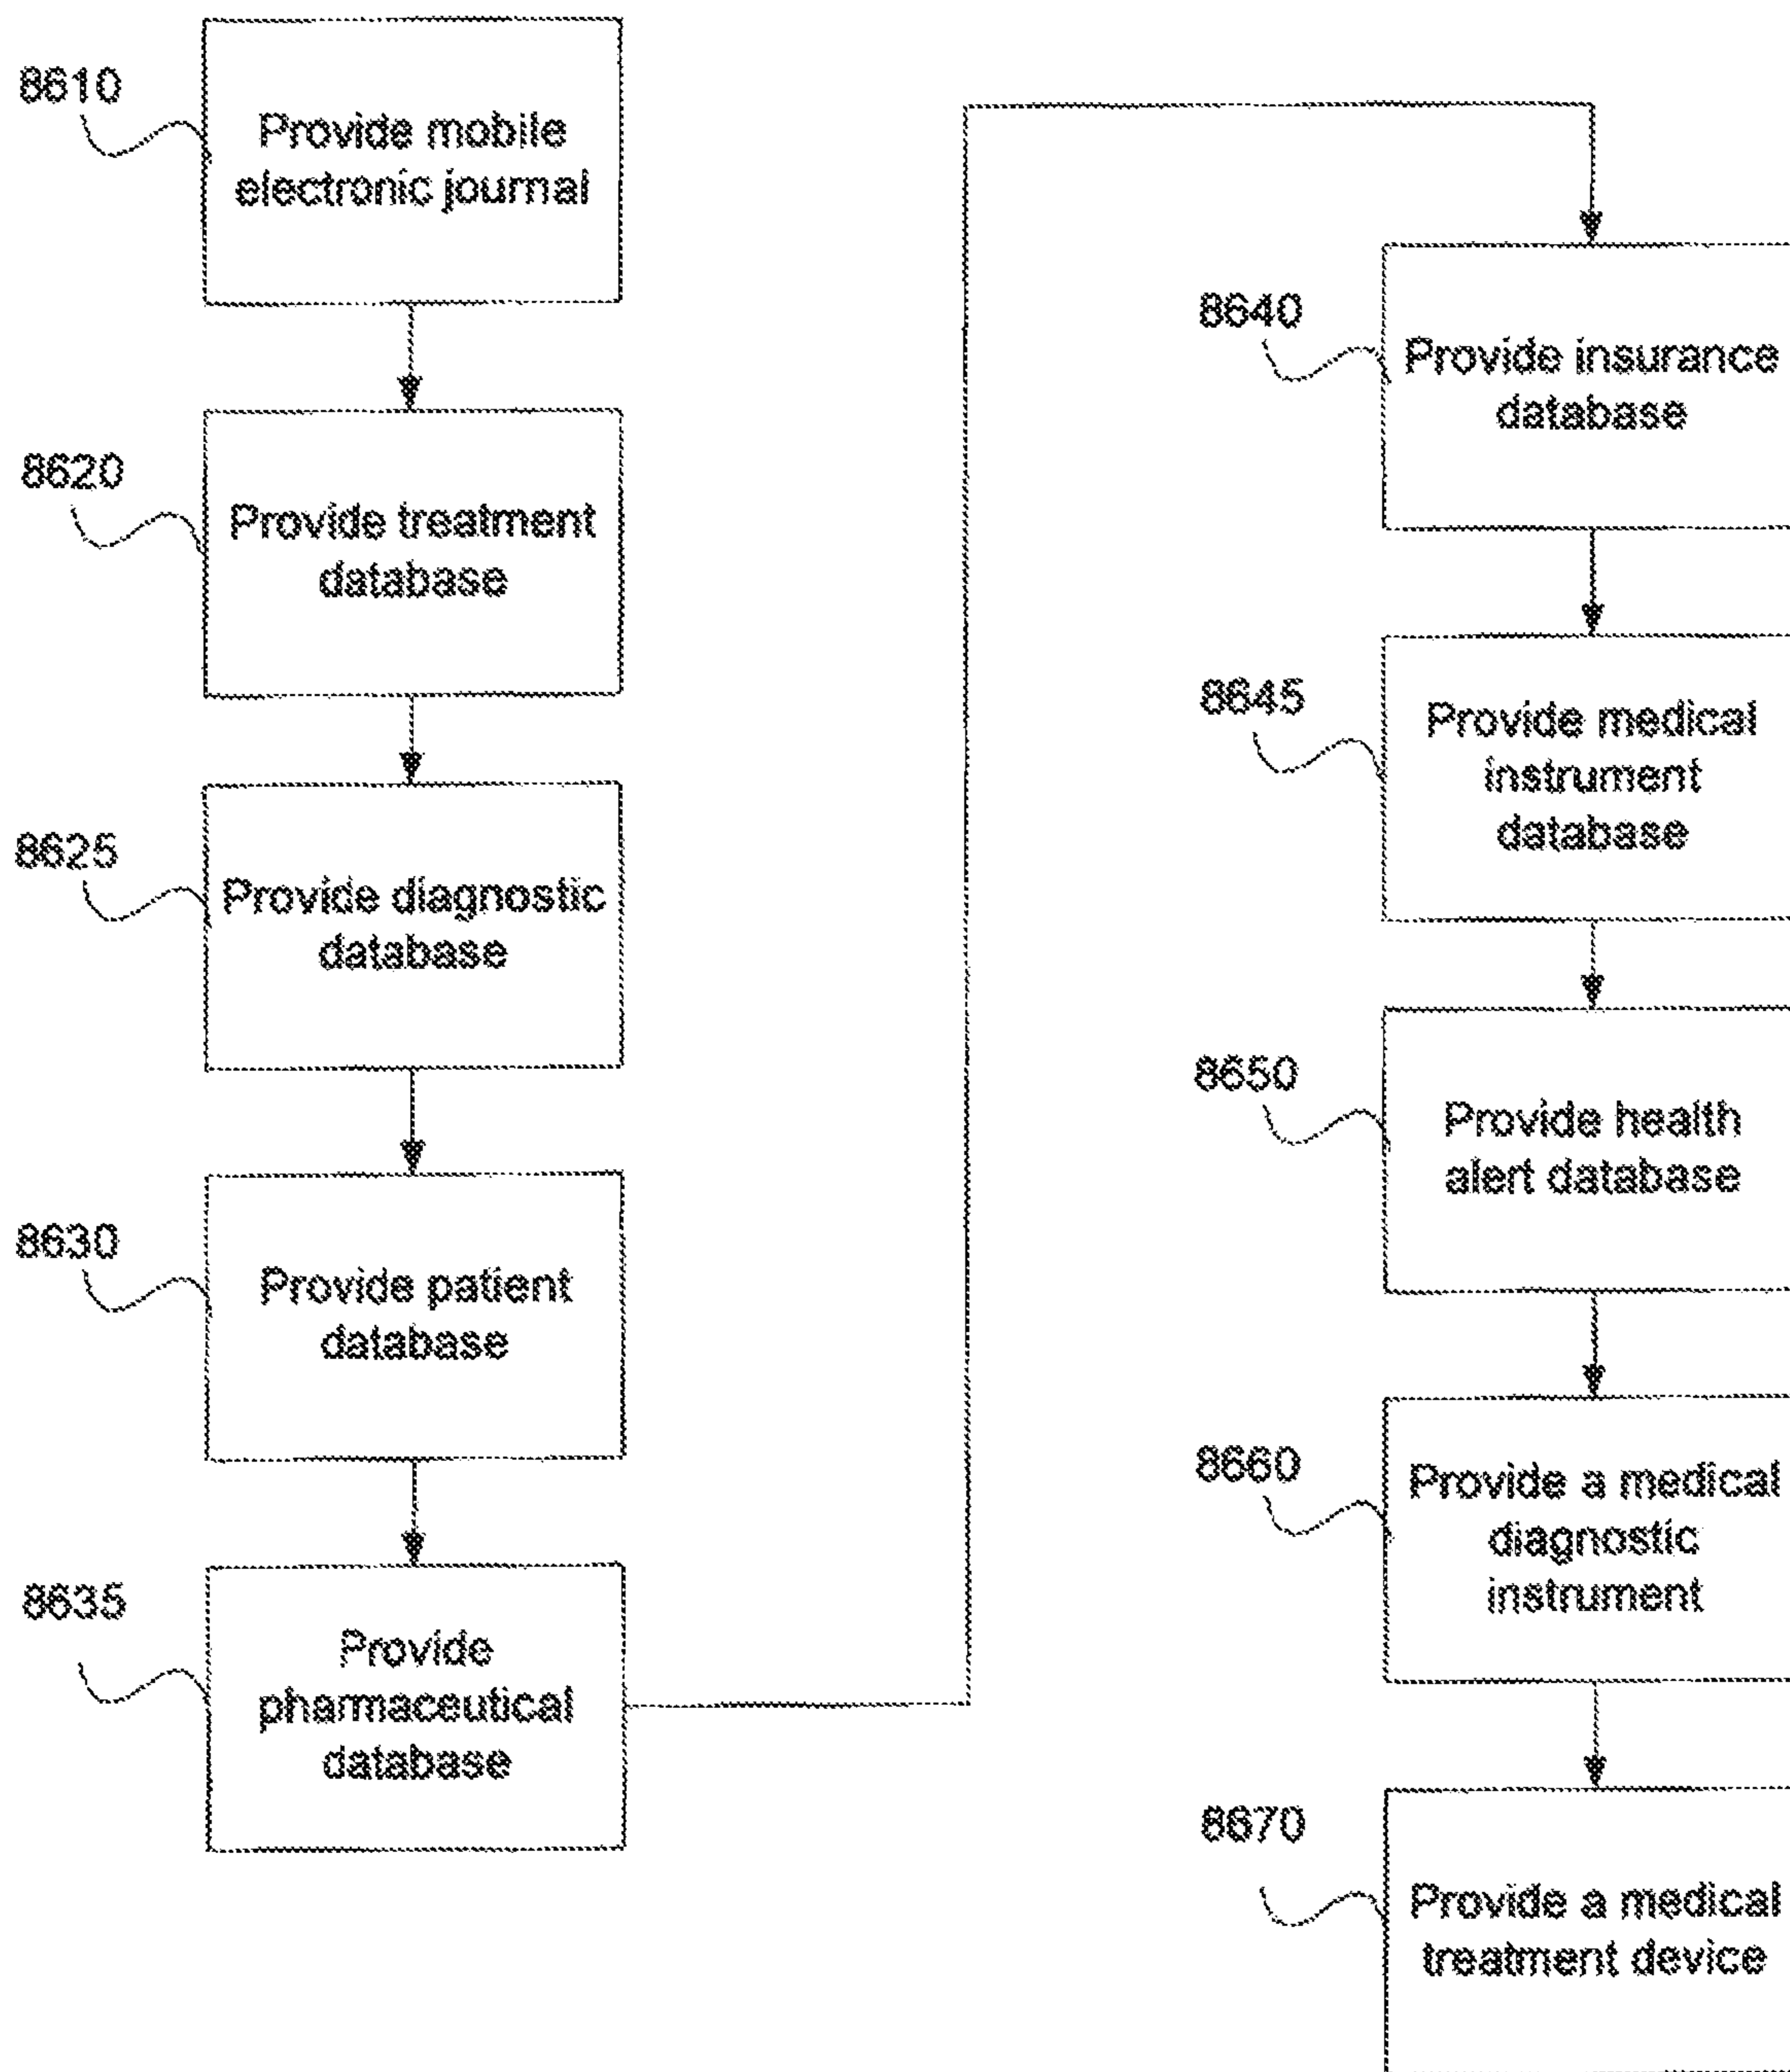 8610
Provide mobile
electronic journal
8620
Provide treatment
database
8625
Provide diagnostic
database
8630
Provide patient
database
8635
Provide
pharmaceutical
database
8640
Provide insurance
database
8645
Provide medical
instrument
database
8650
Provide health
alert database
8660
Provide a medical
diagnostic
instrument
8670
Provide a medical
treatment device